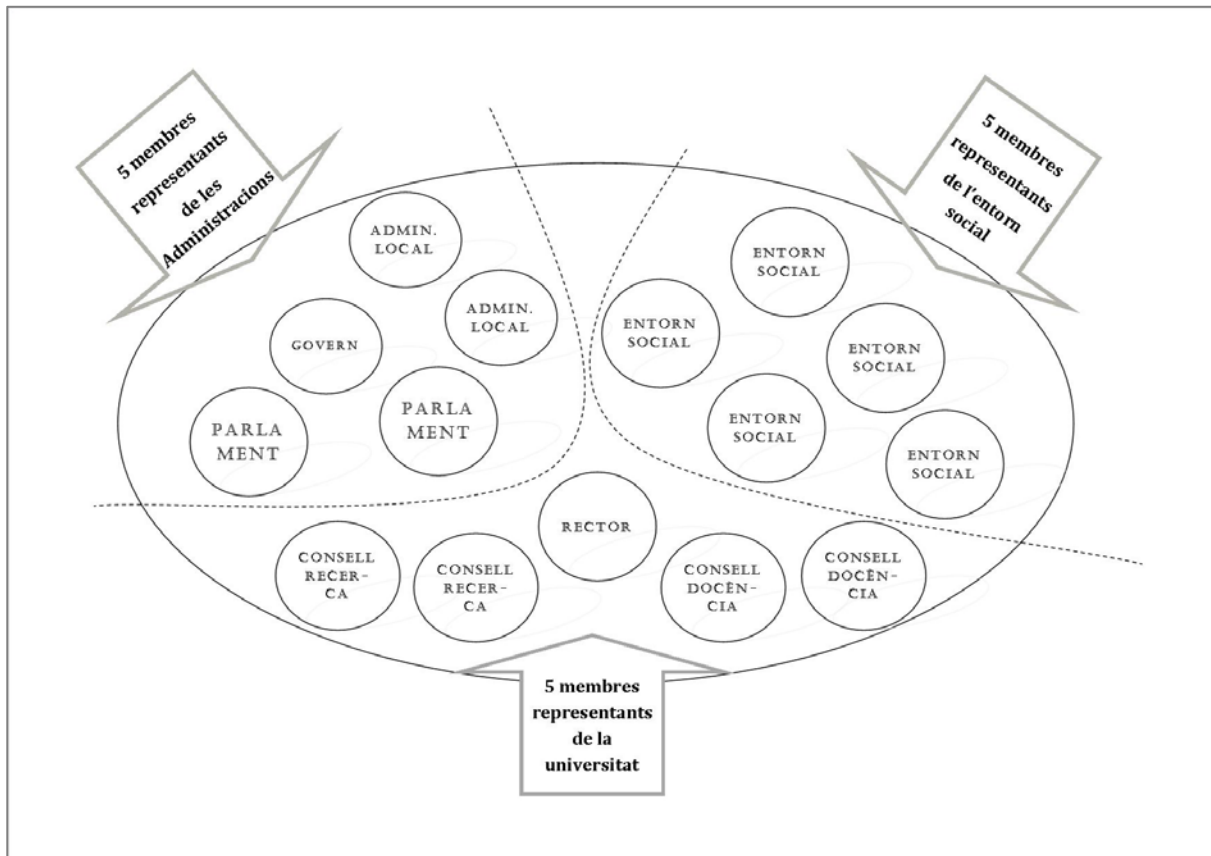 5 membres
representants
de les
Administracions
5 membres
representants
de l'entorn
social
ADMIN.
LOCAL
ADMIN.
LOCAL
GOVERN
PARLA
MENT
PARLA
MENT
ENTORN
SOCIAL
ENTORN
SOCIAL
ENTORN
SOCIAL
ENTORN
SOCIAL
ENTORN
SOCIAL
RECTOR
CONSELL
RECER-
CA
CONSELL
RECER-
CA
CONSELL
DOCÈN-
CIA
CONSELL
DOCÈN-
CIA
5 membres
representants
de la
universitat